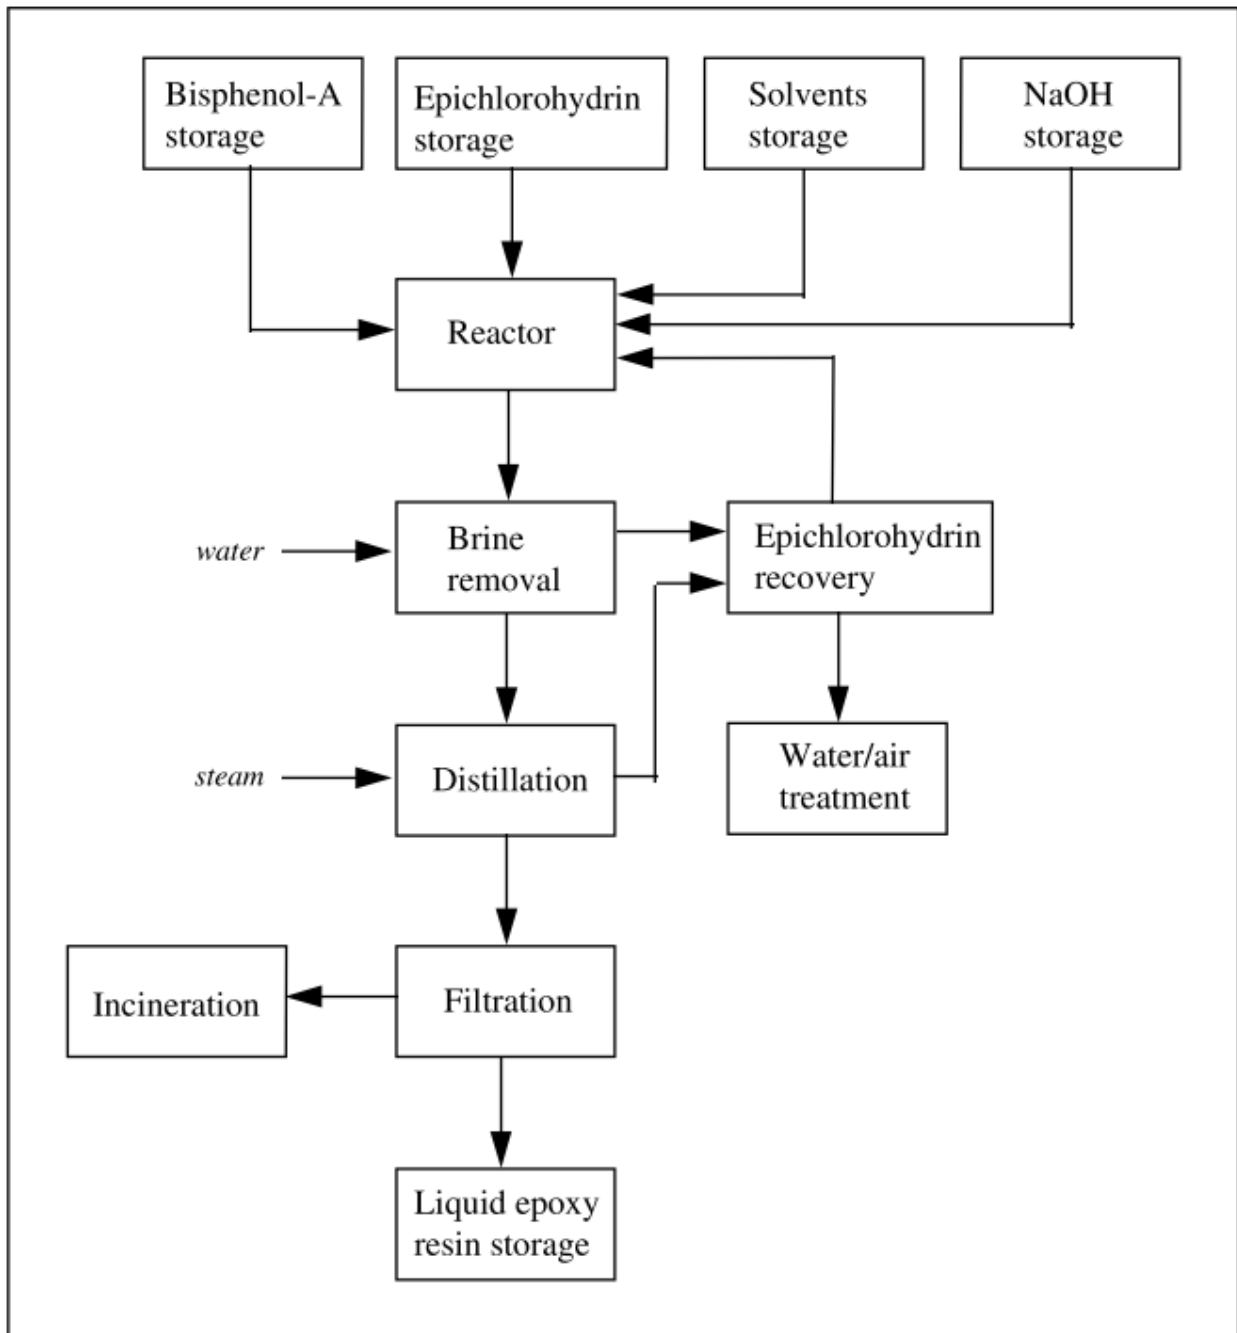 Bisphenol-A
storage
Epichlorohydrin
storage
Solvents
storage
NaOH
storage
Reactor
water
Brine
removal
Epichlorohydrin
recovery
steam
Distillation
Water/air
treatment
Incineration
Filtration
Liquid epoxy
resin storage